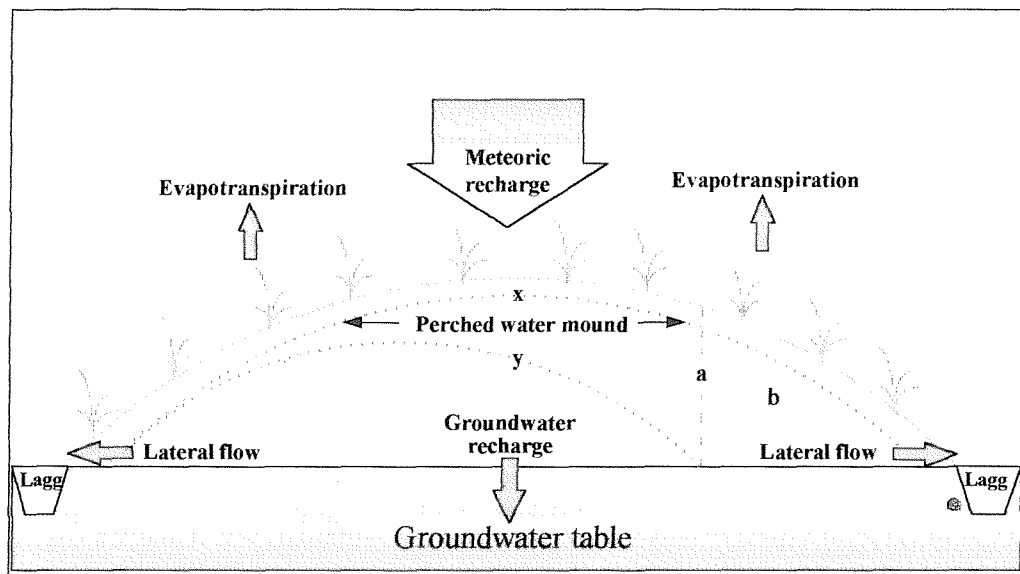 Meteoric
recharge
Evapotranspiration
Evapotranspiration
x
Perched water mound
y
a
b
Groundwater
recharge
Lateral flow
Lateral flow
Lagg
Lagg
Groundwater table